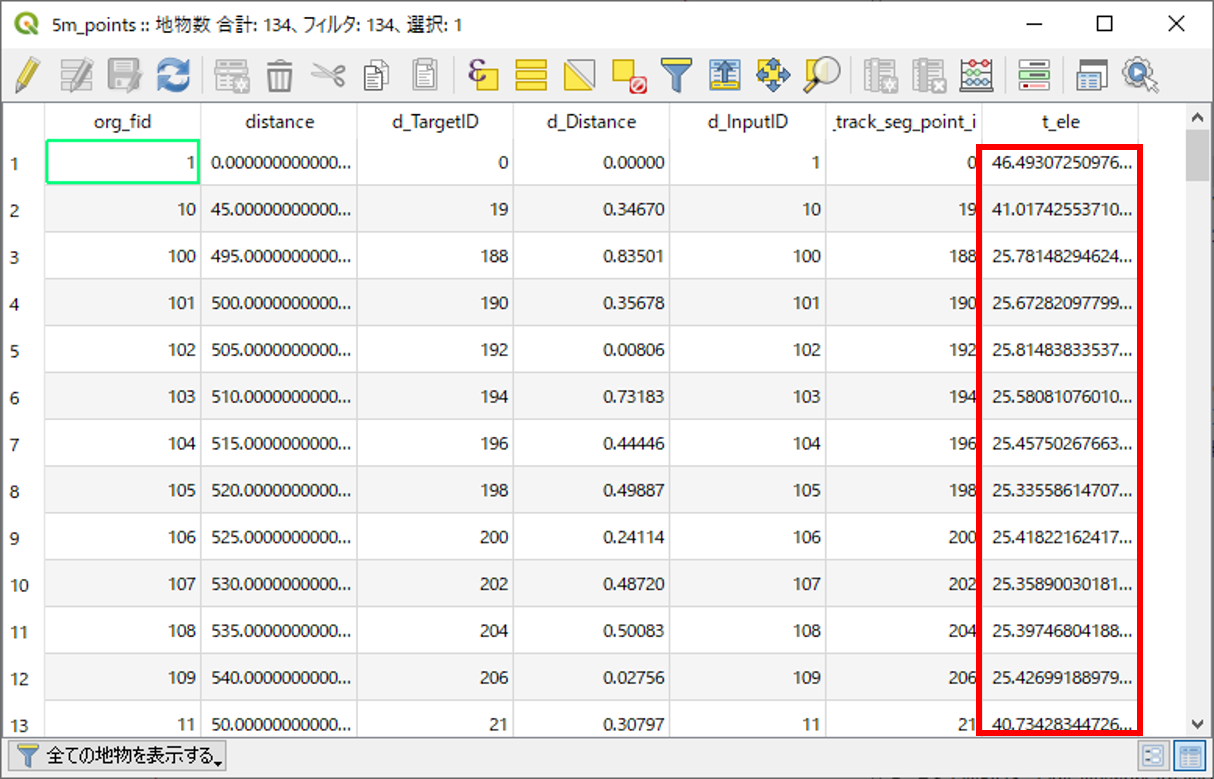 5m_points :: 地物数 合計: 134、フィルタ: 134、選択: 1
org_fid distance d_TargetID d_Distance d_InputID _track_seg_point_i t_ele
1 1 0.000000000000... 0 0.00000 1 0 46.49307250976...
2 10 45.00000000000... 19 0.34670 10 19 41.01742553710...
3 100 495.0000000000... 188 0.83501 100 188 25.78148294624...
4 101 500.0000000000... 190 0.35678 101 190 25.67282097799...
5 102 505.0000000000... 192 0.00806 102 192 25.81483833537...
6 103 510.0000000000... 194 0.73183 103 194 25.58081076010...
7 104 515.0000000000... 196 0.44446 104 196 25.45750267663...
8 105 520.0000000000... 198 0.49887 105 198 25.33558614707...
9 106 525.0000000000... 200 0.24114 106 200 25.41822162417...
10 107 530.0000000000... 202 0.48720 107 202 25.35890030181...
11 108 535.0000000000... 204 0.50083 108 204 25.39746804188...
12 109 540.0000000000... 206 0.02756 109 206 25.42699188979...
13 11 50.00000000000... 21 0.30797 11 21 40.73428344726...
全ての地物を表示する